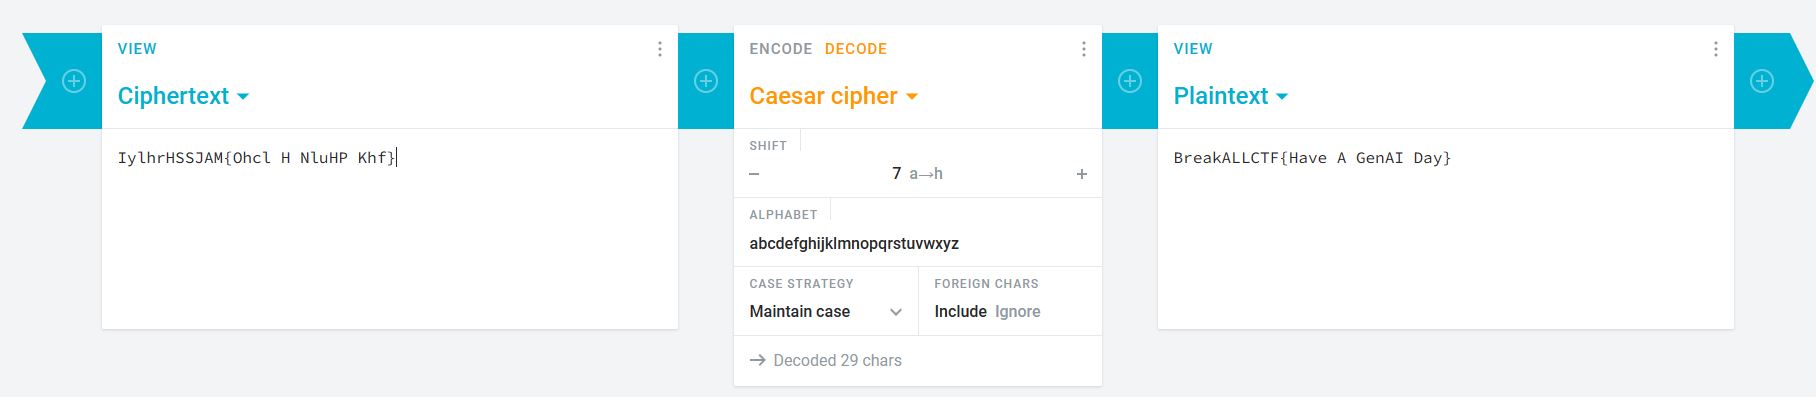 VIEW
Ciphertext
IylhrHSSJAM{Ohcl H NluHP Khf}
ENCODE DECODE
Caesar cipher
SHIFT
− 7 a→h +
ALPHABET
abcdefghijklmnopqrstuvwxyz
CASE STRATEGY
Maintain case
FOREIGN CHARS
Include Ignore
→ Decoded 29 chars
VIEW
Plaintext
BreakALLCTF{Have A GenAI Day}